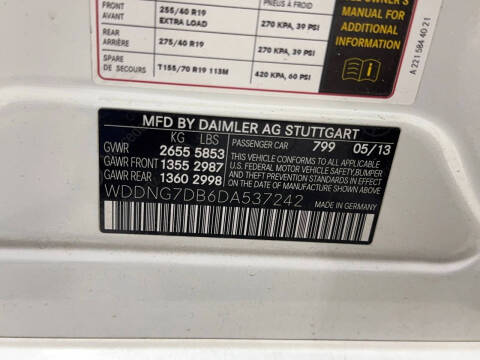 PNEUS À FROID
OWNER'S
FRONT 255/40 R19 270 KPA, 39 PSI MANUAL FOR
AVANT EXTRA LOAD ADDITIONAL
REAR 275/40 R19 270 KPA, 39 PSI INFORMATION
ARRIÈRE
SPARE T155/70 R19 113M 420 KPA, 60 PSI
DE SECOURS
A 221 584 40 21
MFD BY DAIMLER AG STUTTGART
KG LBS PASSENGER CAR 799 05/13
GVWR 2655 5853 THIS VEHICLE CONFORMS TO ALL APPLICABLE
GAWR FRONT 1355 2987 U.S. FEDERAL MOTOR VEHICLE SAFETY, BUMPER
GAWR REAR 1360 2998 AND THEFT PREVENTION STANDARDS IN EFFECT
ON THE DATE OF MANUFACTURE SHOWN ABOVE.
WDDNG7DB6DA537242
MADE IN GERMANY